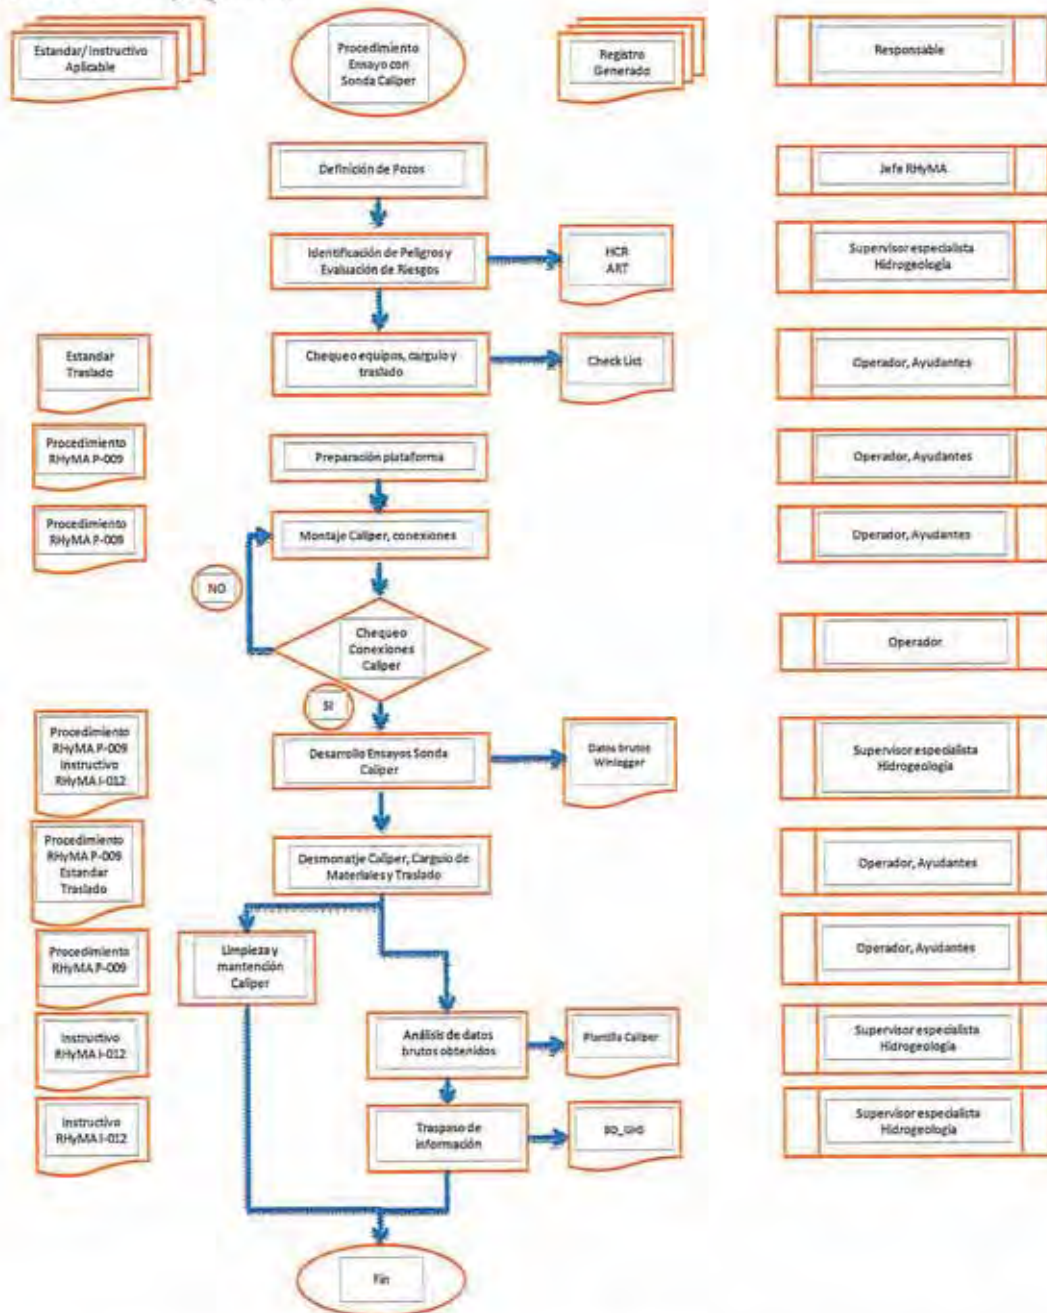 Estandar/ Instructivo
Aplicable
Procedimiento
Ensayo con
Sonda Caliper
Registro
Generado
Responsable
Definición de Pozos
Jefe RHyMA
Identificación de Peligros y
Evaluación de Riesgos
HCR
ART
Supervisor especialista
Hidrogeología
Estandar
Traslado
Chequeo equipos, carguío y
traslado
Check List
Operador, Ayudantes
Procedimiento
RHyMA P-009
Preparación plataforma
Operador, Ayudantes
Procedimiento
RHyMA P-009
Montaje Caliper, conexiones
Operador, Ayudantes
NO
Chequeo
Conexiones
Caliper
Operador
SI
Procedimiento
RHyMA P-009
Instructivo
RHyMA I-012
Desarrollo Ensayos Sonda
Caliper
Datos brutos
Winlogger
Supervisor especialista
Hidrogeología
Procedimiento
RHyMA P-009
Estandar
Traslado
Desmonatje Caliper, Carguío de
Materiales y Traslado
Operador, Ayudantes
Procedimiento
RHyMA P-009
Limpieza y
mantención
Caliper
Operador, Ayudantes
Instructivo
RHyMA I-012
Análisis de datos
brutos obtenidos
Plantilla Caliper
Supervisor especialista
Hidrogeología
Instructivo
RHyMA I-012
Traspaso de
información
Supervisor especialista
Hidrogeología
Fin